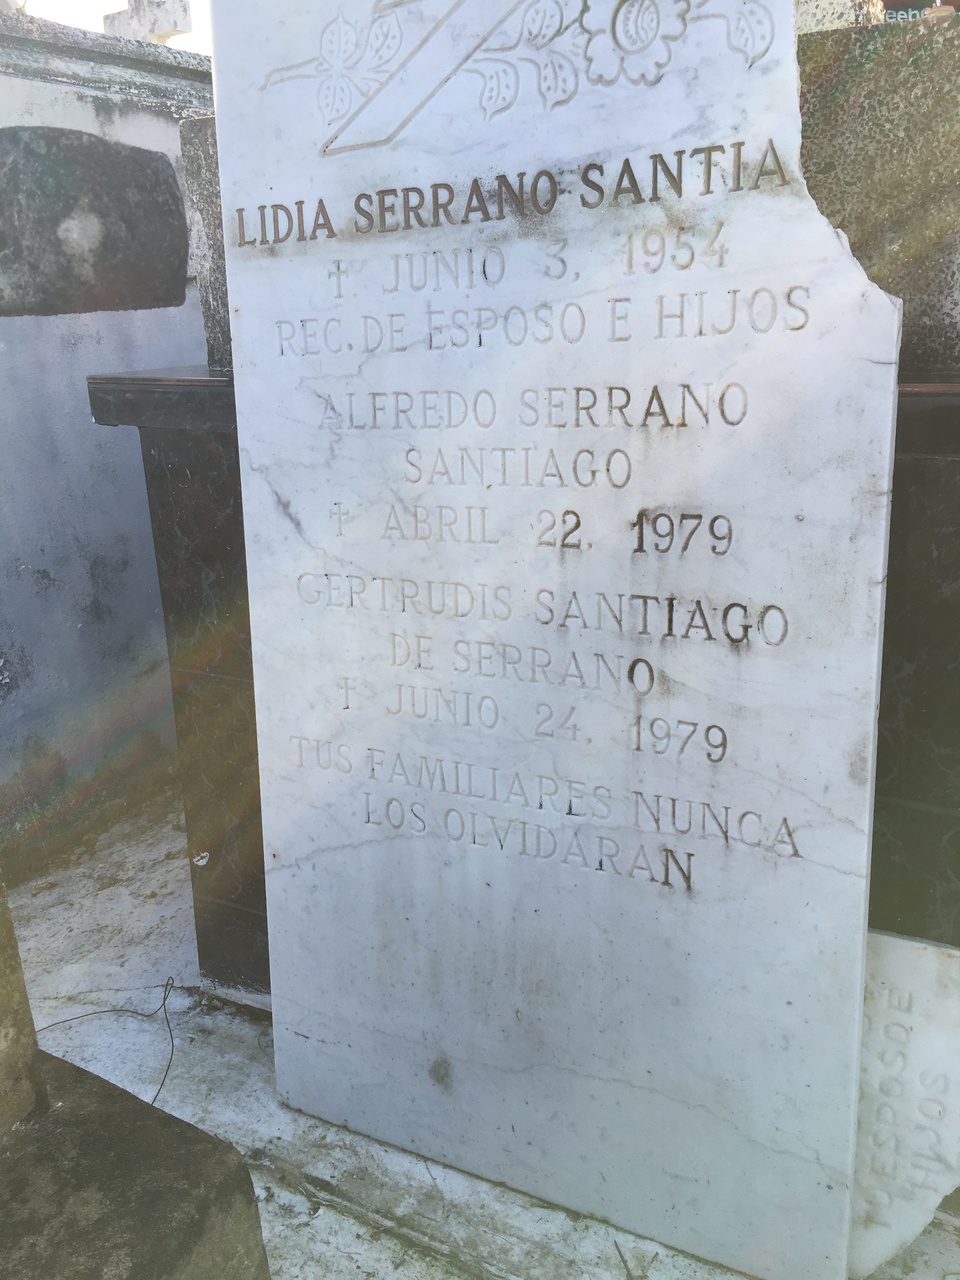 LIDIA SERRANO SANTIA
† JUNIO 3, 1954
REC. DE ESPOSO E HIJOS
ALFREDO SERRANO
SANTIAGO
† ABRIL 22, 1979
GERTRUDIS SANTIAGO
DE SERRANO
† JUNIO 24, 1979
TUS FAMILIARES NUNCA
LOS OLVIDARAN
HIJOS